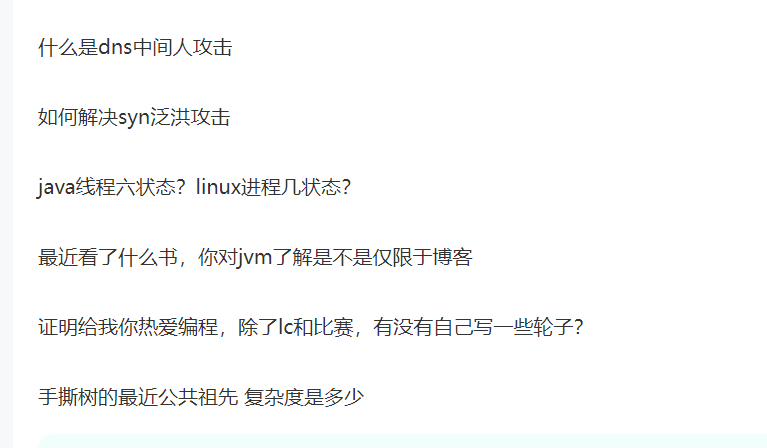 什么是dns中间人攻击
如何解决syn泛洪攻击
java线程六状态？linux进程几状态？
最近看了什么书，你对jvm了解是不是仅限于博客
证明给我你热爱编程，除了lc和比赛，有没有自己写一些轮子？
手撕树的最近公共祖先 复杂度是多少